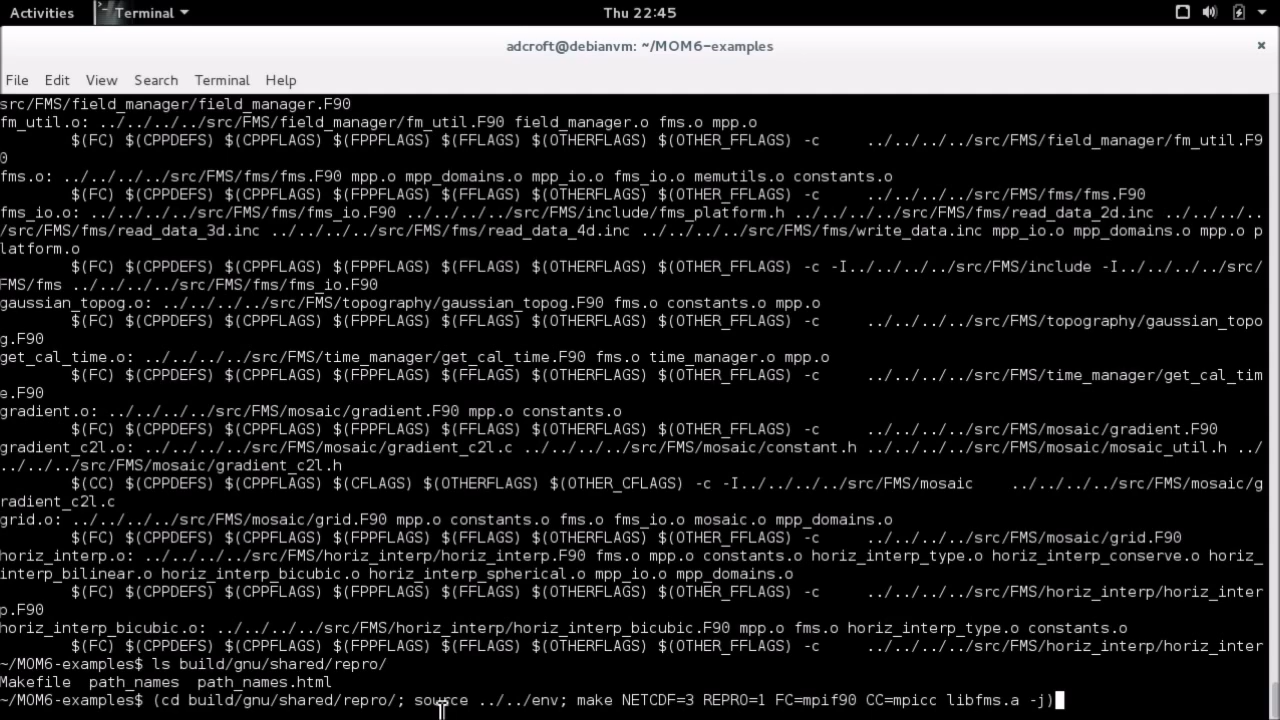 Activities Terminal Thu 22:45
adcroft@debianvm: ~/MOM6-examples ×
File Edit View Search Terminal Help
src/FMS/field_manager/field_manager.F90
fm_util.o: ../../../../src/FMS/field_manager/fm_util.F90 field_manager.o fms.o mpp.o
$(FC) $(CPPDEFS) $(CPPFLAGS) $(FPPFLAGS) $(FFLAGS) $(OTHERFLAGS) $(OTHER_FFLAGS) -c ../../../../src/FMS/field_manager/fm_util.F9
0
fms.o: ../../../../src/FMS/fms/fms.F90 mpp.o mpp_domains.o mpp_io.o fms_io.o memutils.o constants.o
$(FC) $(CPPDEFS) $(CPPFLAGS) $(FPPFLAGS) $(FFLAGS) $(OTHERFLAGS) $(OTHER_FFLAGS) -c ../../../../src/FMS/fms/fms.F90
fms_io.o: ../../../../src/FMS/fms/fms_io.F90 ../../../../src/FMS/include/fms_platform.h ../../../../src/FMS/fms/read_data_2d.inc ../../..
/src/FMS/fms/read_data_3d.inc ../../../../src/FMS/fms/read_data_4d.inc ../../../../src/FMS/fms/write_data.inc mpp_io.o mpp_domains.o mpp.o p
latform.o
$(FC) $(CPPDEFS) $(CPPFLAGS) $(FPPFLAGS) $(FFLAGS) $(OTHERFLAGS) $(OTHER_FFLAGS) -c -I../../../../src/FMS/include -I../../../../src/
FMS/fms ../../../../src/FMS/fms/fms_io.F90
gaussian_topog.o: ../../../../src/FMS/topography/gaussian_topog.F90 fms.o constants.o mpp.o
$(FC) $(CPPDEFS) $(CPPFLAGS) $(FPPFLAGS) $(FFLAGS) $(OTHERFLAGS) $(OTHER_FFLAGS) -c ../../../../src/FMS/topography/gaussian_topo
g.F90
get_cal_time.o: ../../../../src/FMS/time_manager/get_cal_time.F90 fms.o time_manager.o mpp.o
$(FC) $(CPPDEFS) $(CPPFLAGS) $(FPPFLAGS) $(FFLAGS) $(OTHERFLAGS) $(OTHER_FFLAGS) -c ../../../../src/FMS/time_manager/get_cal_tim
e.F90
gradient.o: ../../../../src/FMS/mosaic/gradient.F90 mpp.o constants.o
$(FC) $(CPPDEFS) $(CPPFLAGS) $(FPPFLAGS) $(FFLAGS) $(OTHERFLAGS) $(OTHER_FFLAGS) -c ../../../../src/FMS/mosaic/gradient.F90
gradient_c2l.o: ../../../../src/FMS/mosaic/gradient_c2l.c ../../../../src/FMS/mosaic/constant.h ../../../../src/FMS/mosaic/mosaic_util.h ../
../../../src/FMS/mosaic/gradient_c2l.h
$(CC) $(CPPDEFS) $(CPPFLAGS) $(CFLAGS) $(OTHERFLAGS) $(OTHER_CFLAGS) -c -I../../../../src/FMS/mosaic ../../../../src/FMS/mosaic/g
radient_c2l.c
grid.o: ../../../../src/FMS/mosaic/grid.F90 mpp.o constants.o fms.o fms_io.o mosaic.o mpp_domains.o
$(FC) $(CPPDEFS) $(CPPFLAGS) $(FPPFLAGS) $(FFLAGS) $(OTHERFLAGS) $(OTHER_FFLAGS) -c ../../../../src/FMS/mosaic/grid.F90
horiz_interp.o: ../../../../src/FMS/horiz_interp/horiz_interp.F90 fms.o mpp.o constants.o horiz_interp_type.o horiz_interp_conserve.o horiz_
interp_bilinear.o horiz_interp_bicubic.o horiz_interp_spherical.o mpp_io.o mpp_domains.o
$(FC) $(CPPDEFS) $(CPPFLAGS) $(FPPFLAGS) $(FFLAGS) $(OTHERFLAGS) $(OTHER_FFLAGS) -c ../../../../src/FMS/horiz_interp/horiz_inter
p.F90
horiz_interp_bicubic.o: ../../../../src/FMS/horiz_interp/horiz_interp_bicubic.F90 mpp.o fms.o horiz_interp_type.o constants.o
$(FC) $(CPPDEFS) $(CPPFLAGS) $(FPPFLAGS) $(FFLAGS) $(OTHERFLAGS) $(OTHER_FFLAGS) -c ../../../../src/FMS/horiz_interp/horiz_inter
~/MOM6-examples$ ls build/gnu/shared/repro/
Makefile path_names path_names.html
~/MOM6-examples$ (cd build/gnu/shared/repro/; source ../../env; make NETCDF=3 REPRO=1 FC=mpif90 CC=mpicc libfms.a -j)